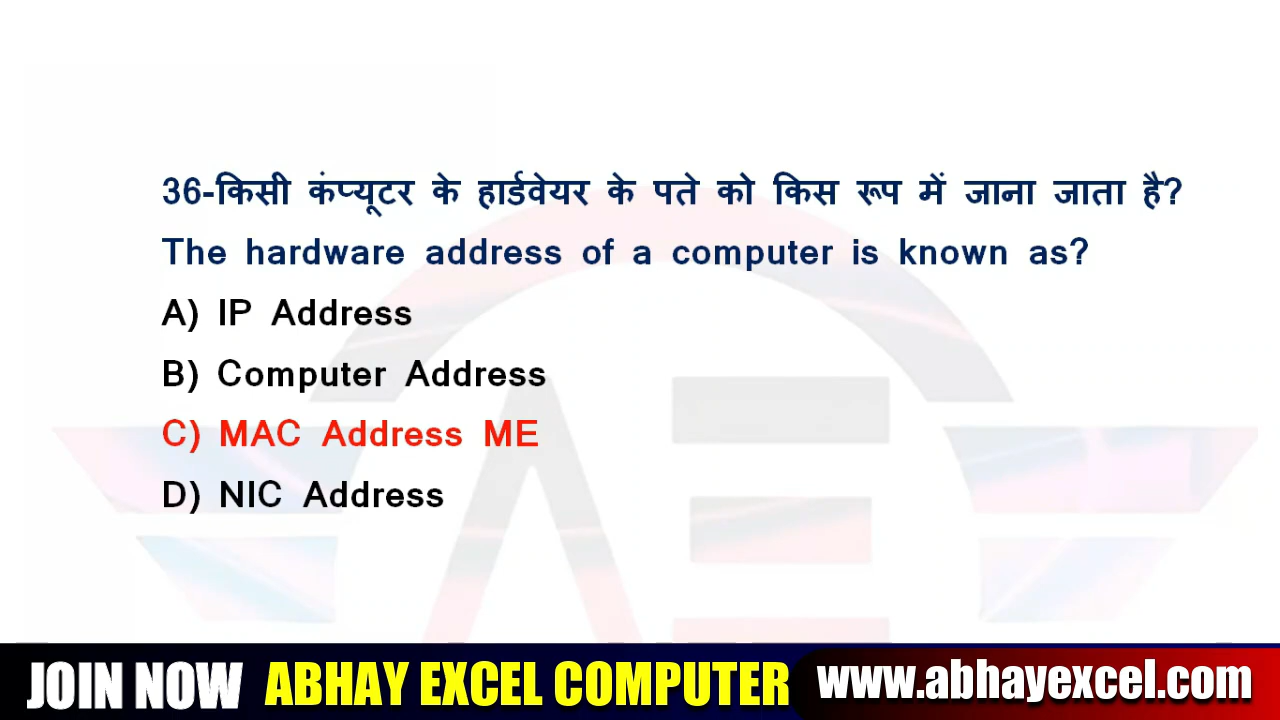 36-किसी कंप्यूटर के हार्डवेयर के पते को किस रूप में जाना जाता है?
The hardware address of a computer is known as?
A) IP Address
B) Computer Address
C) MAC Address ME
D) NIC Address
JOIN NOW ABHAY EXCEL COMPUTER www.abhayexcel.com